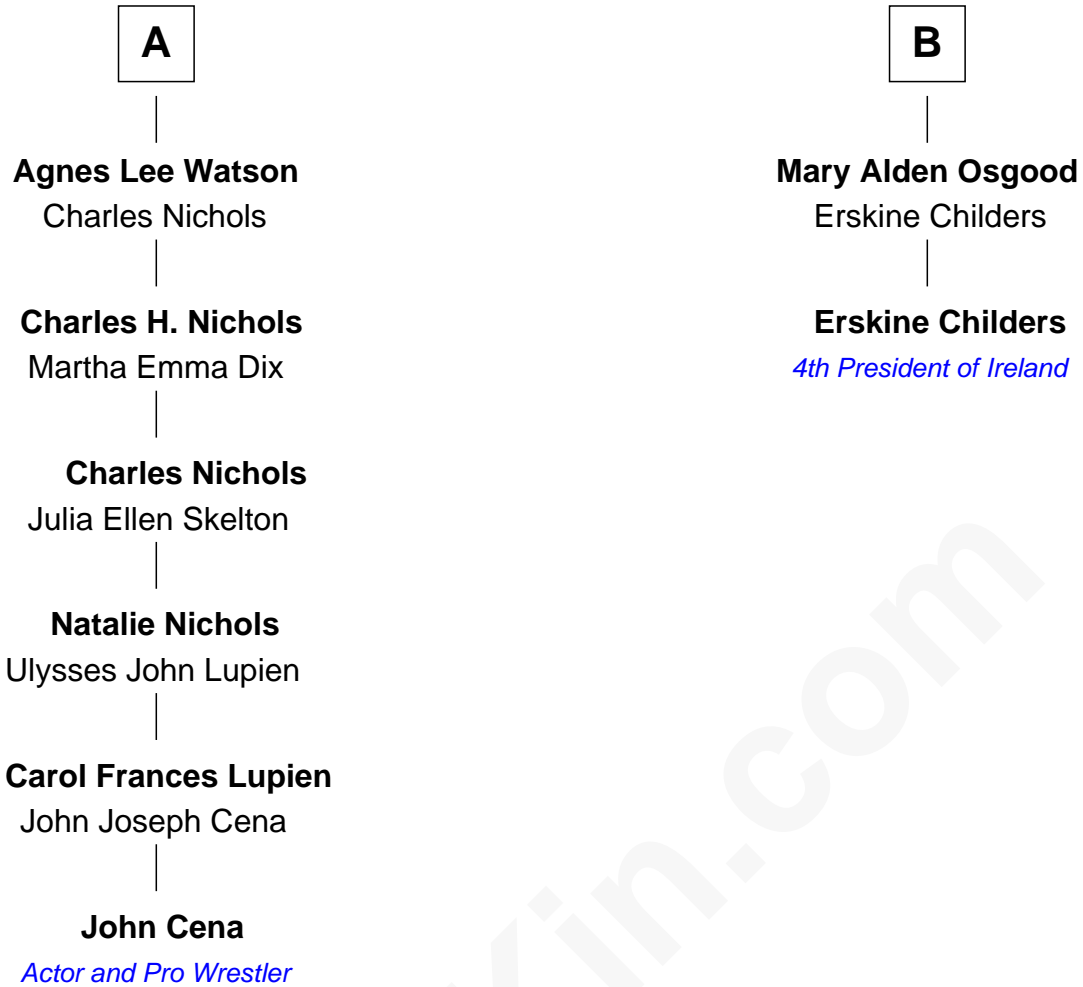 A
Agnes Lee Watson
Charles Nichols
Charles H. Nichols
Martha Emma Dix
Charles Nichols
Julia Ellen Skelton
Natalie Nichols
Ulysses John Lupien
Carol Frances Lupien
John Joseph Cena
John Cena
Actor and Pro Wrestler
B
Mary Alden Osgood
Erskine Childers
Erskine Childers
4th President of Ireland
kin.com